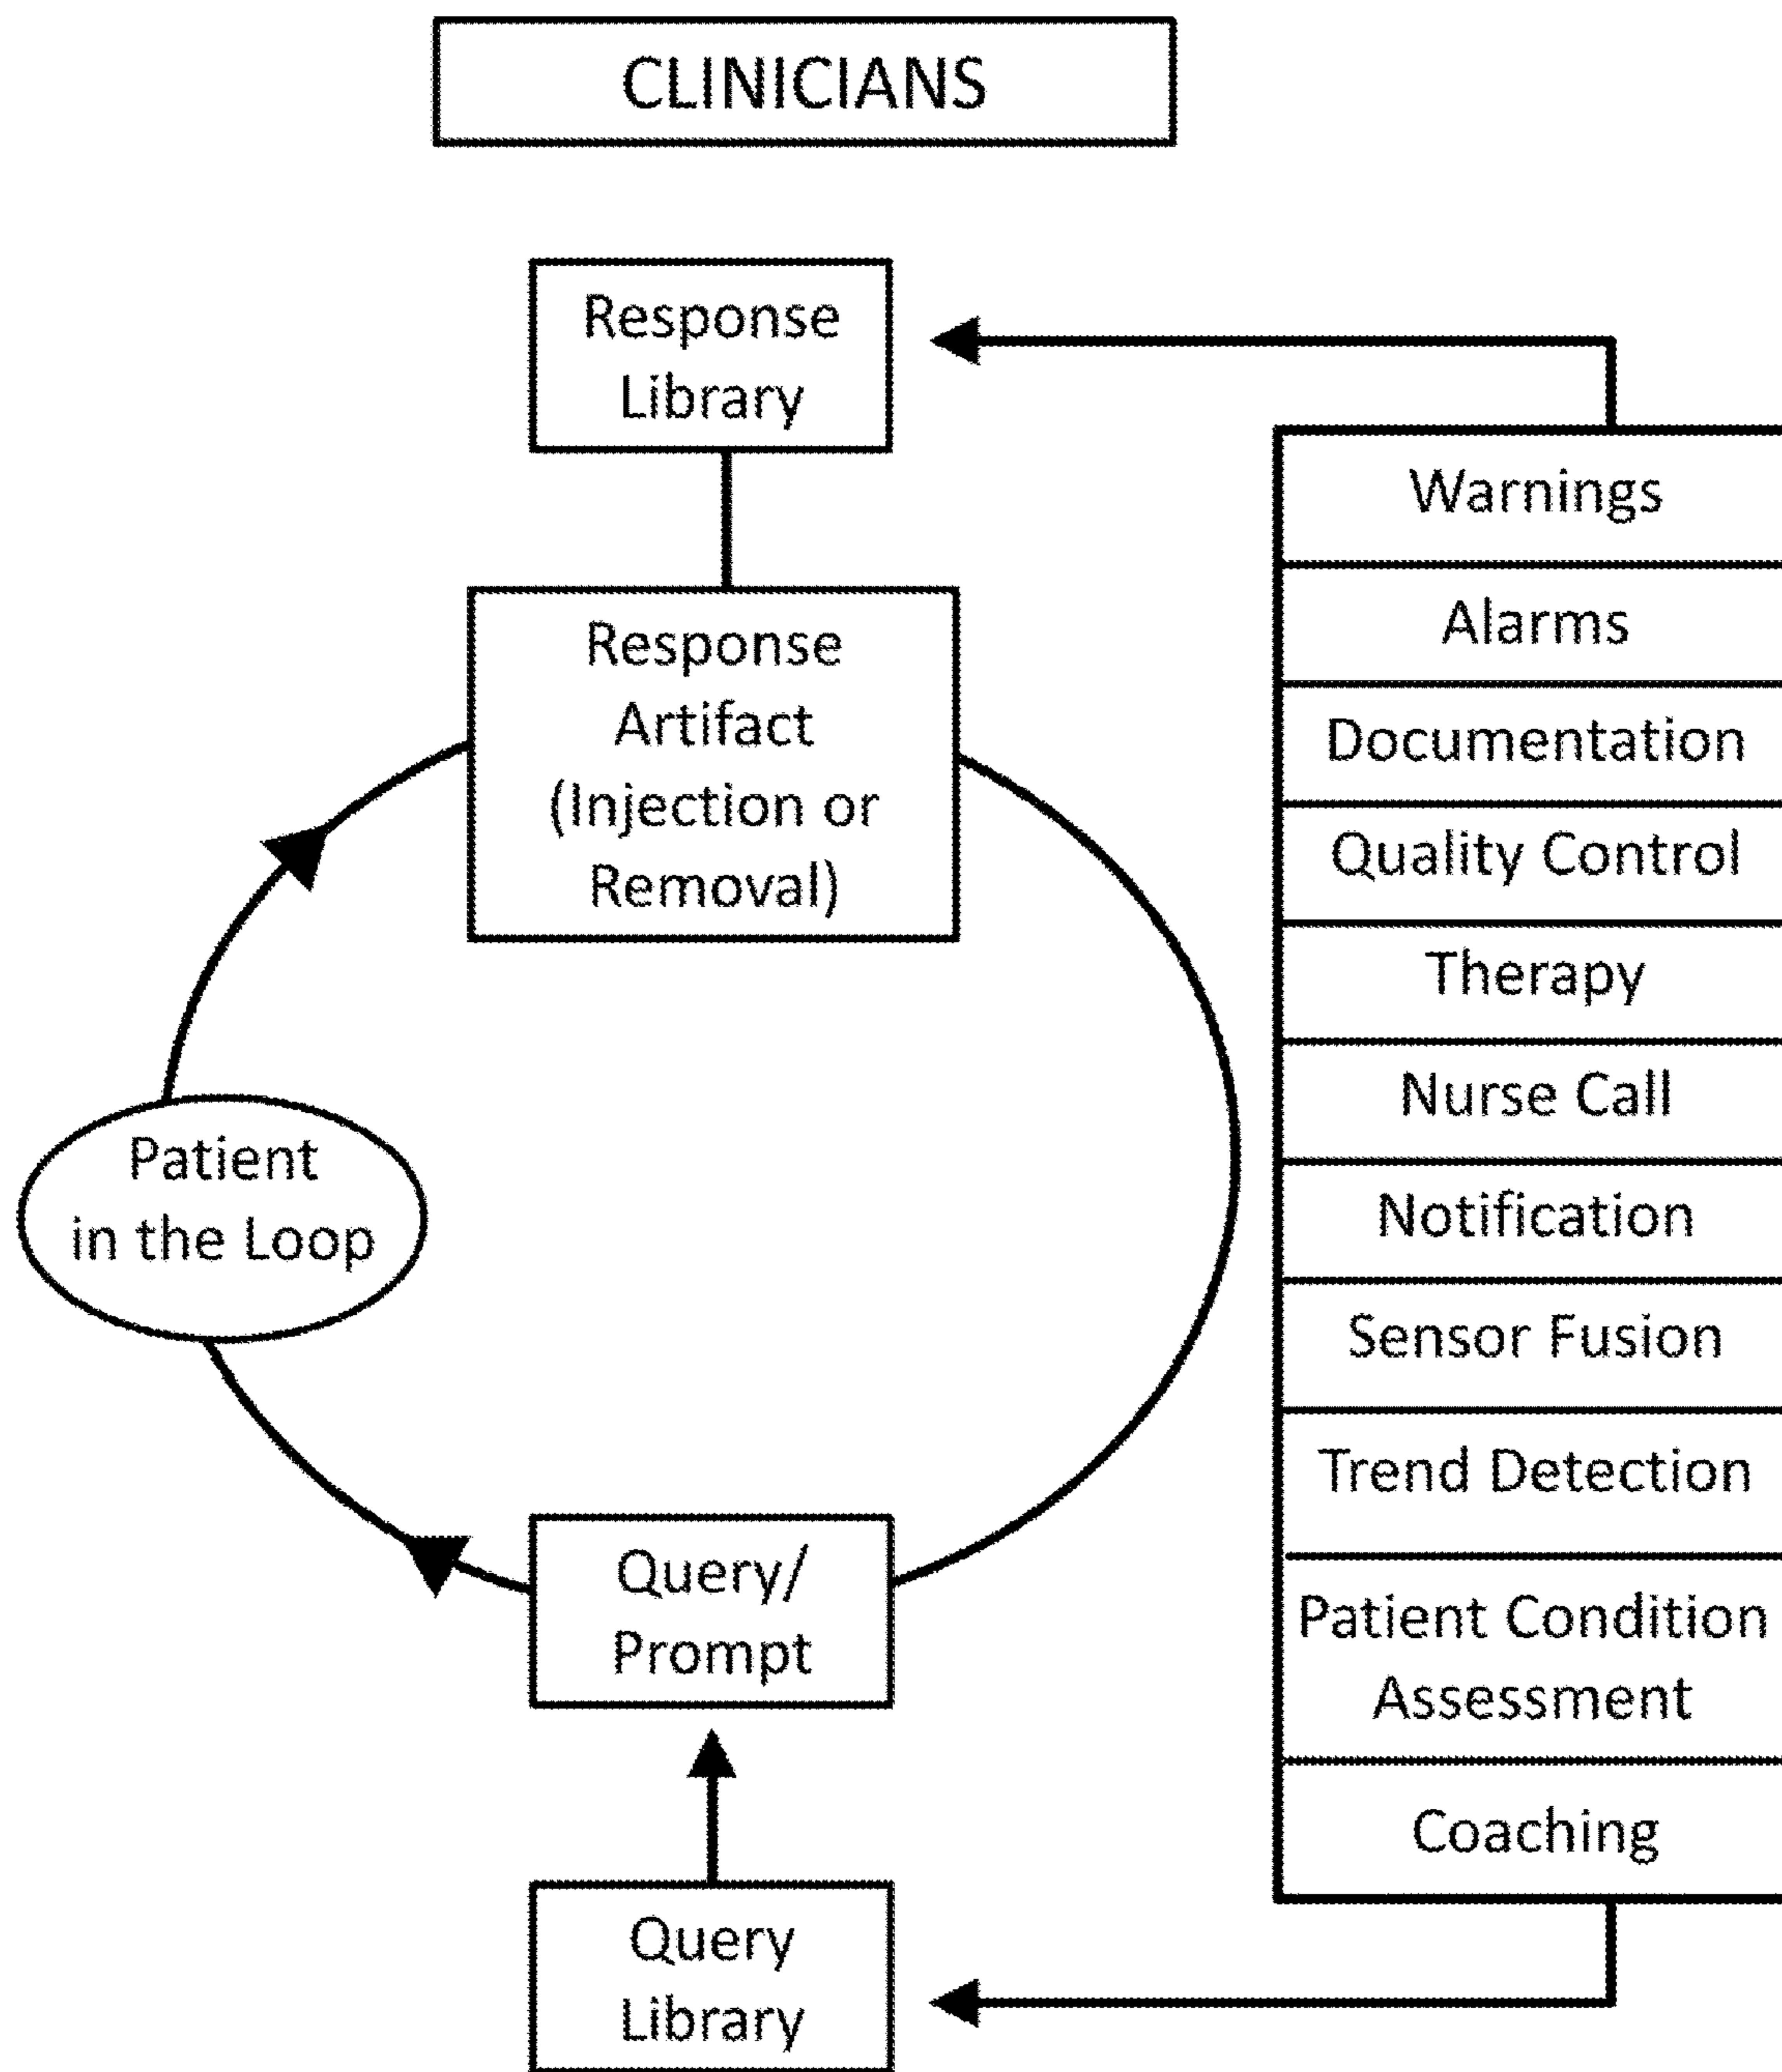 CLINICIANS
Response
Library
Response
Artifact
(Injection or
Removal)
Patient
in the Loop
Query/
Prompt
Query
Library
Warnings
Alarms
Documentation
Quality Control
Therapy
Nurse Call
Notification
Sensor Fusion
Trend Detection
Patient Condition
Assessment
Coaching